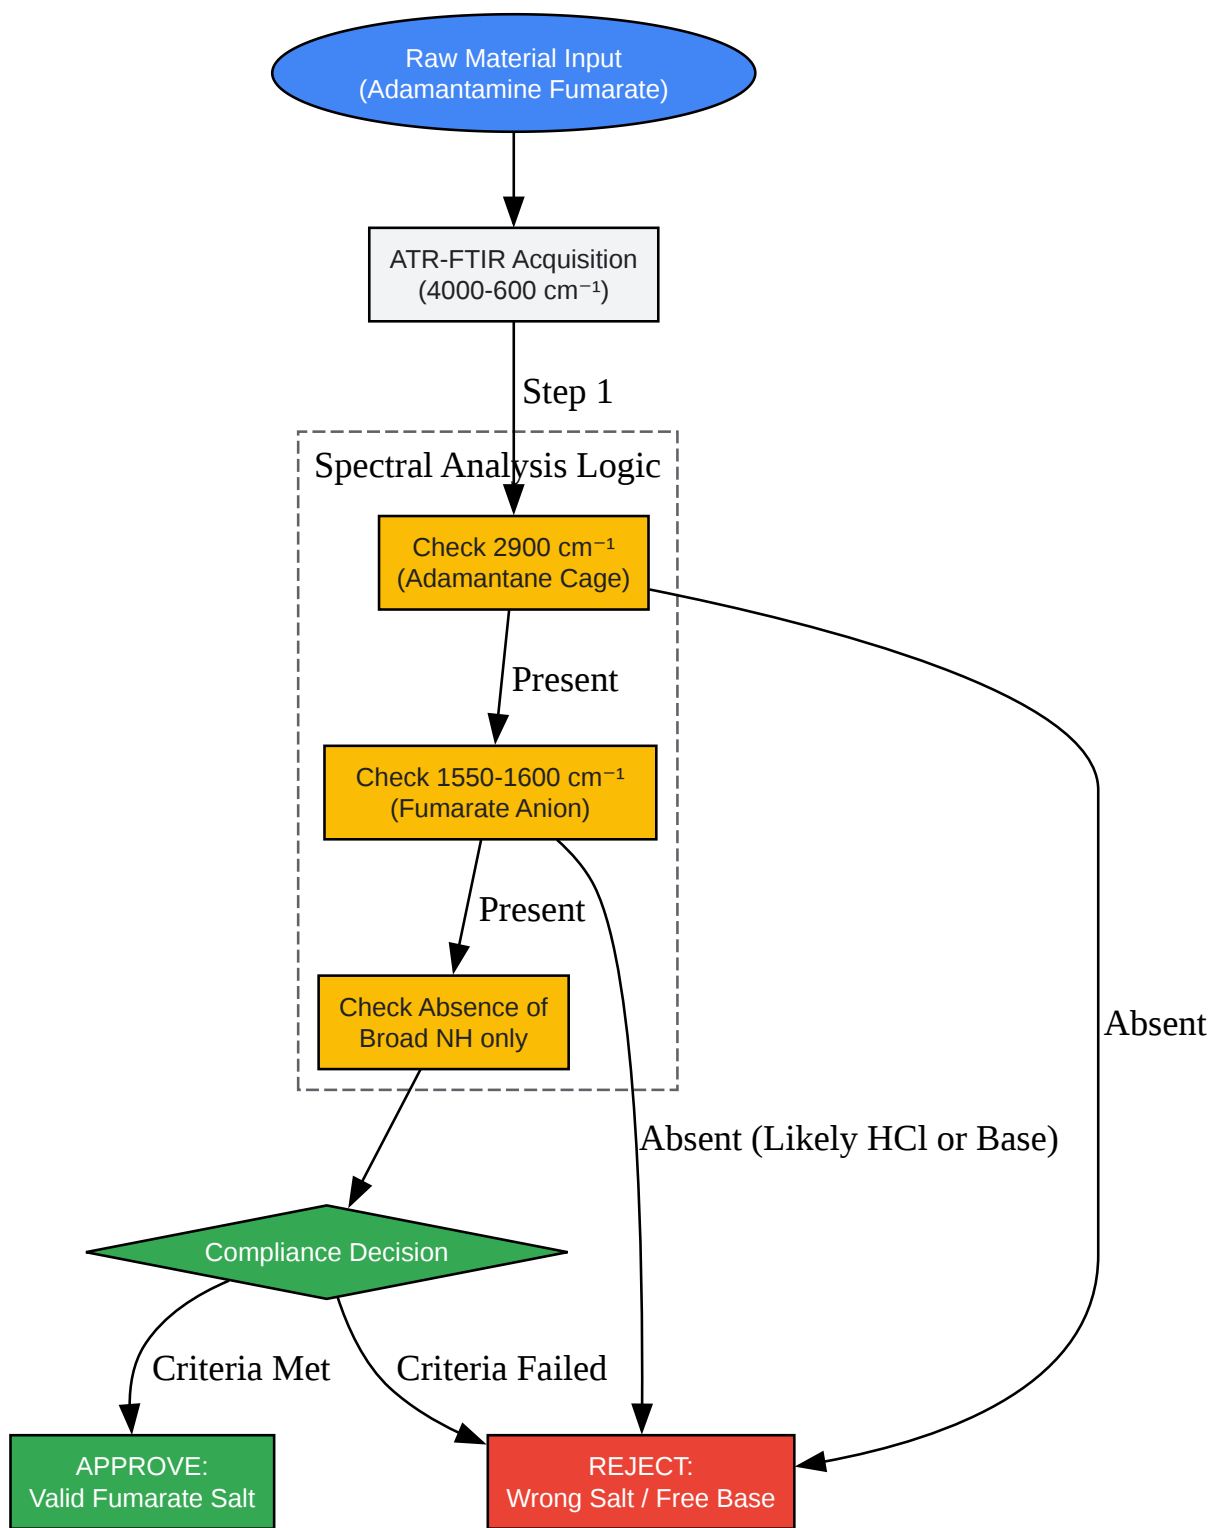 Raw Material Input
(Adamantamine Fumarate)
ATR-FTIR Acquisition
(4000-600 cm⁻¹)
Step 1
Spectral Analysis Logic
Check 2900 cm⁻¹
(Adamantane Cage)
Present
Check 1550-1600 cm⁻¹
(Fumarate Anion)
Present
Check Absence of
Broad NH only
Absent
Absent (Likely HCl or Base)
Compliance Decision
Criteria Met
Criteria Failed
APPROVE:
Valid Fumarate Salt
REJECT:
Wrong Salt / Free Base